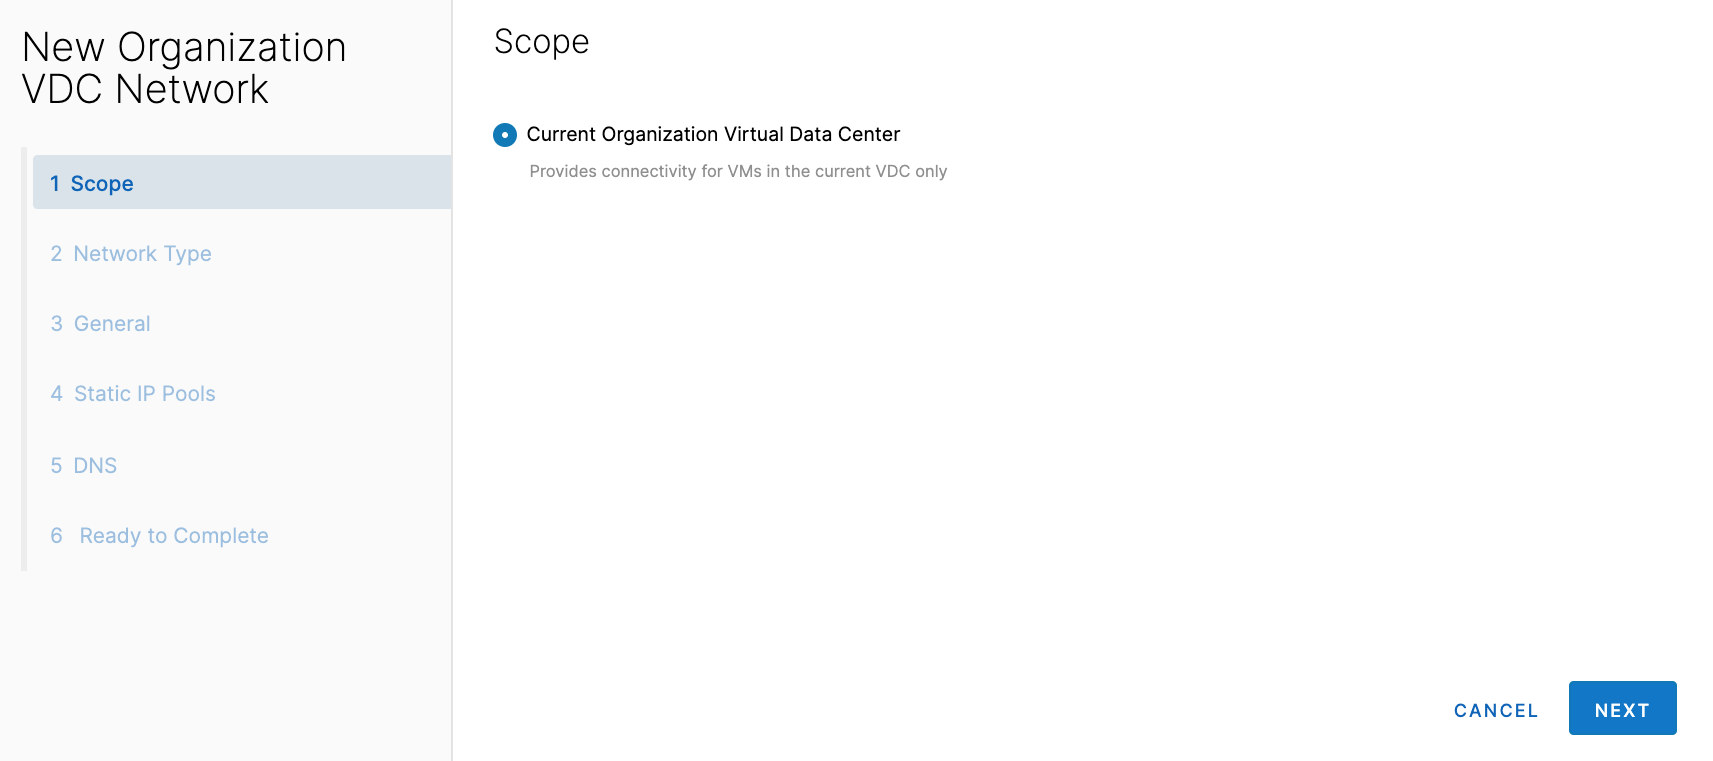 New Organization
VDC Network
1 Scope
2 Network Type
3 General
4 Static IP Pools
5 DNS
6 Ready to Complete
Scope
Current Organization Virtual Data Center
Provides connectivity for VMs in the current VDC only
CANCEL
NEXT